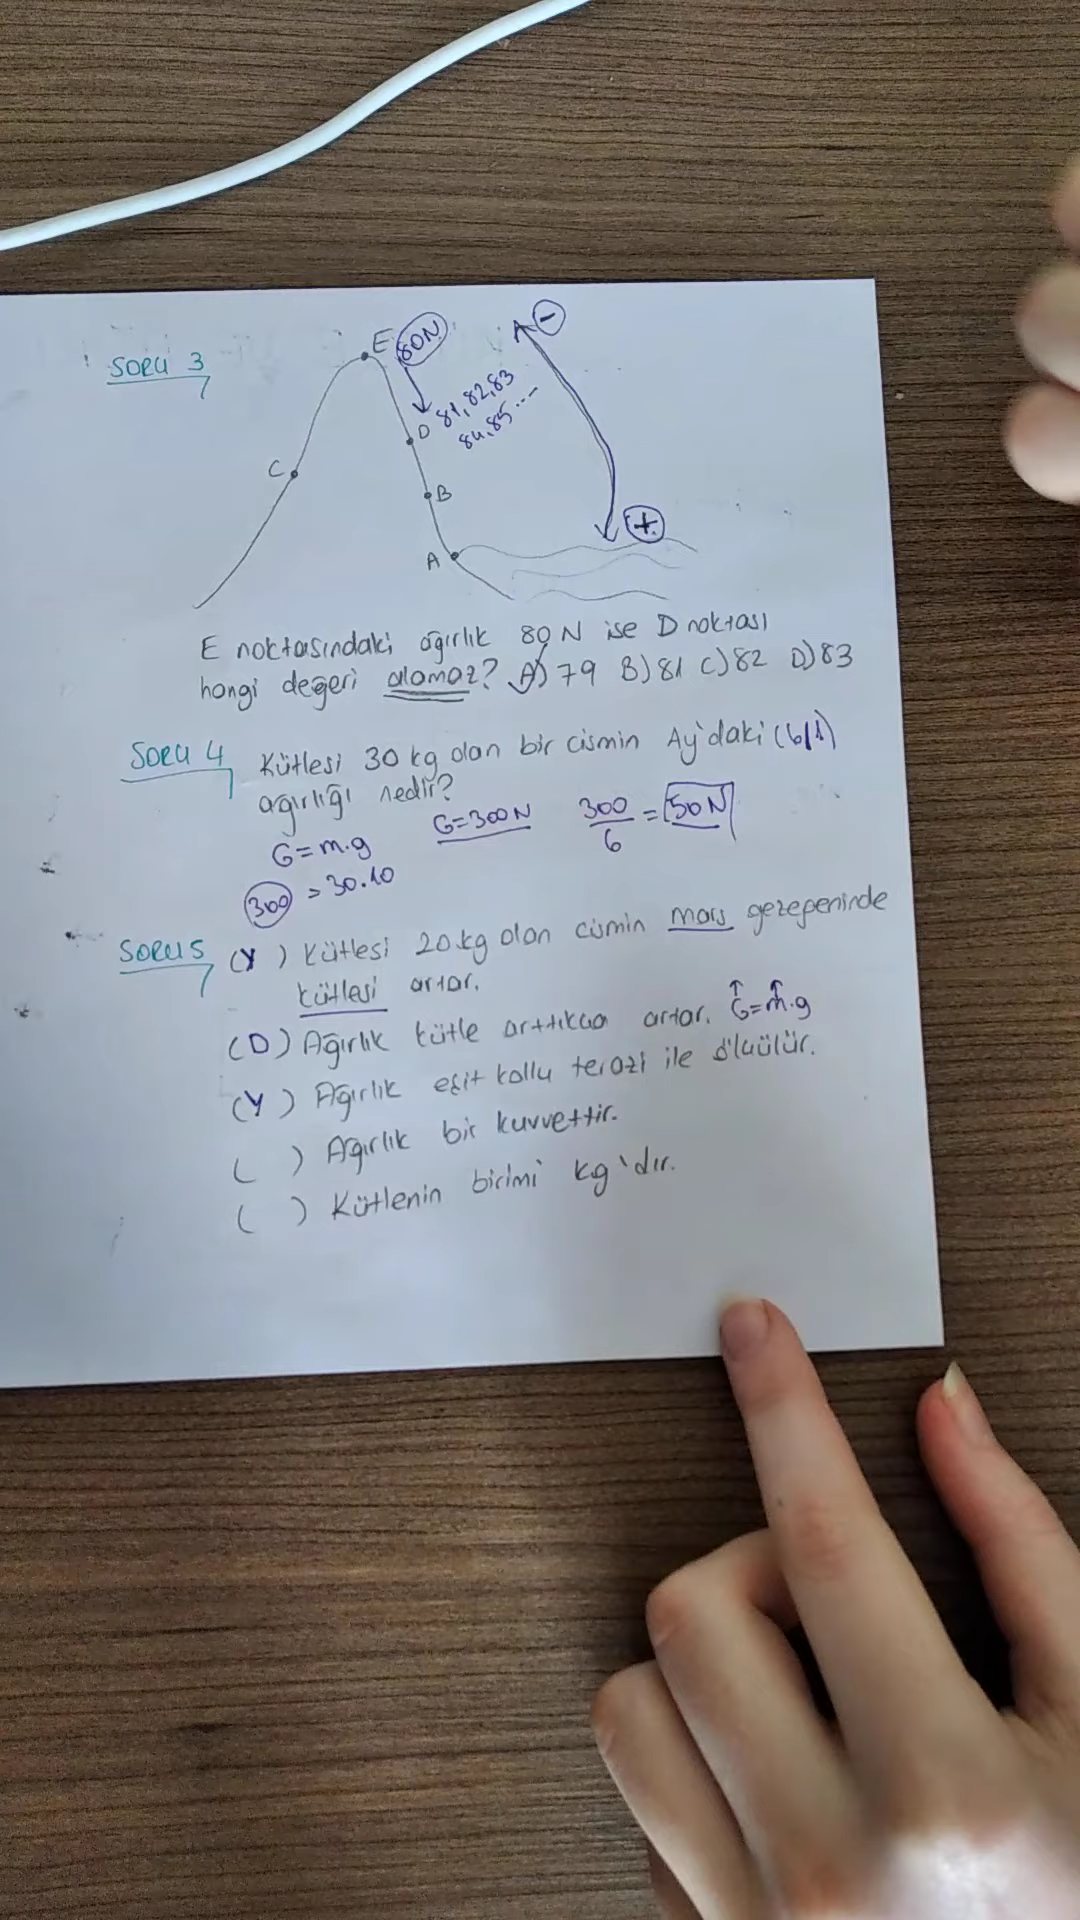 SORU 3
E 80N
D 81,82,83
84,85...
C
B
A
-
+
E noktasındaki ağırlık 80 N ise D noktası
hangi değeri alamaz? A) 79 B) 81 C) 82 D) 83
SORU 4 Kütlesi 30 kg olan bir cismin Ay'daki (6/1)
ağırlığı nedir?
G=m.g G=300N 300/6 = 50N
300 = 30.10
SORU 5 (Y) Kütlesi 20 kg olan cismin mars gezegeninde
kütlesi artar.
(D) Ağırlık kütle arttıkça artar. G=m.g
(Y) Ağırlık eşit kollu terazi ile ölçülür.
( ) Ağırlık bir kuvvettir.
( ) Kütlenin birimi kg'dır.